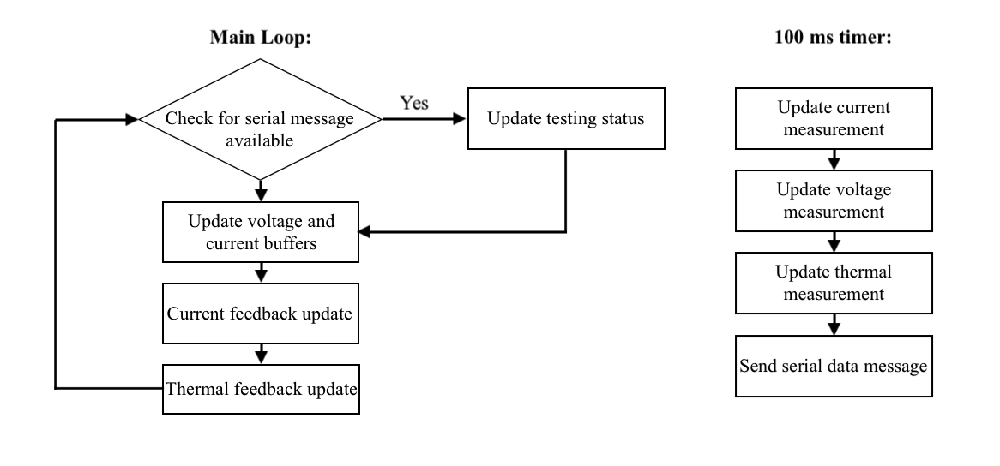 Main Loop:
Check for serial message
available
Yes
Update testing status
Update voltage and
current buffers
Current feedback update
Thermal feedback update
100 ms timer:
Update current
measurement
Update voltage
measurement
Update thermal
measurement
Send serial data message